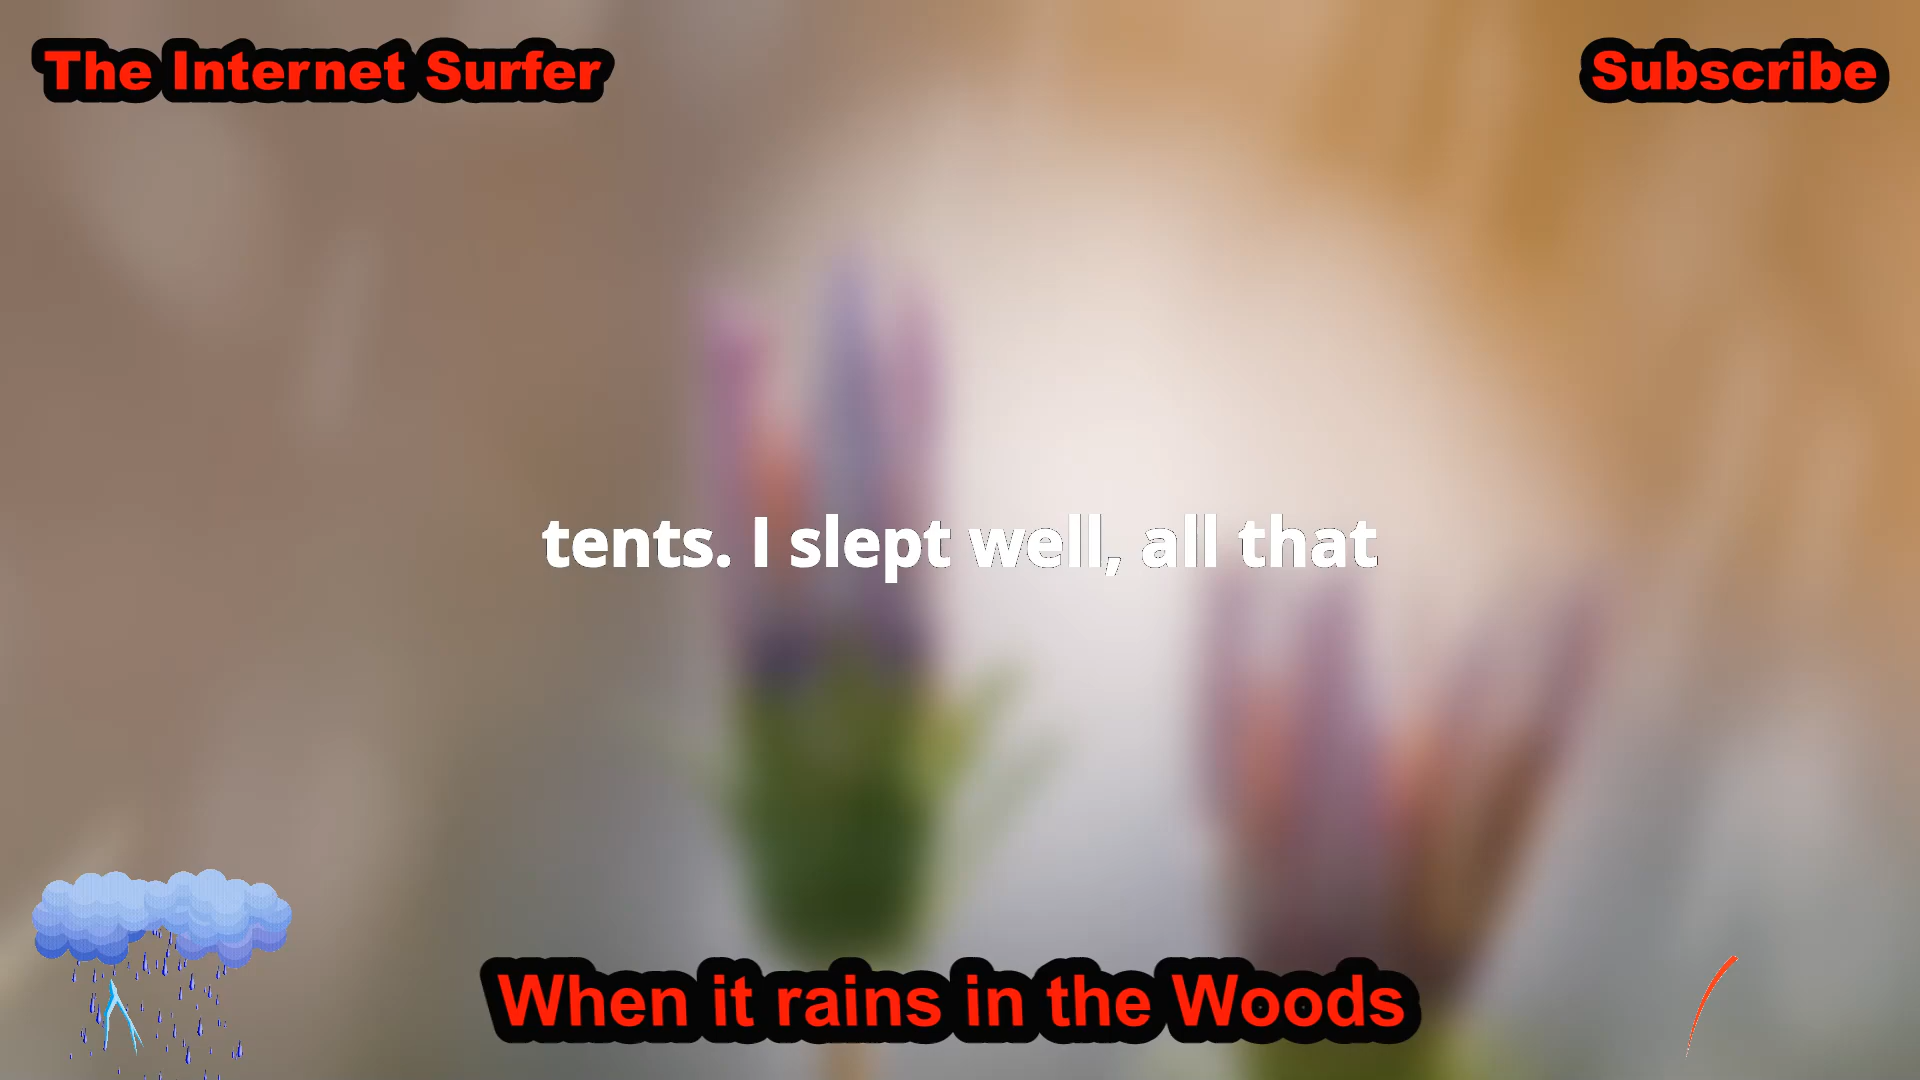 The Internet Surfer
Subscribe
tents. I slept well, all that
When it rains in the Woods